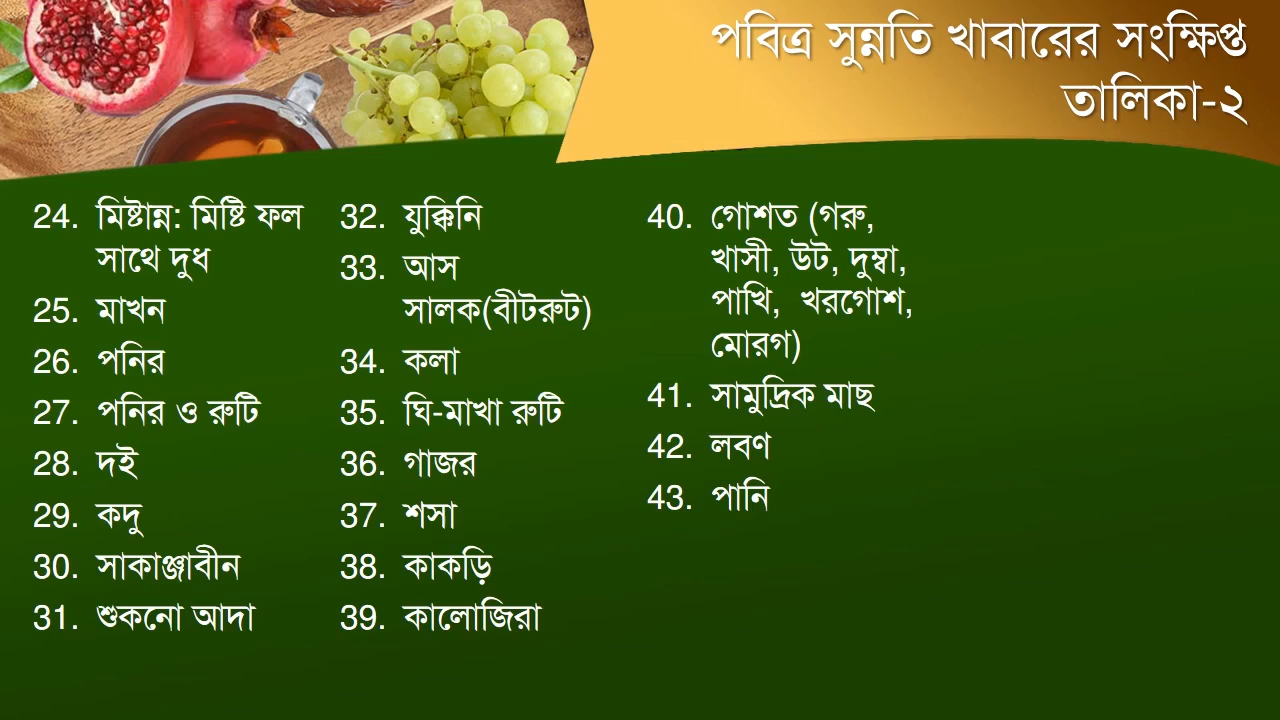 পবিত্র সুন্নতি খাবারের সংক্ষিপ্ত
তালিকা-২
24. মিষ্টান্ন: মিষ্টি ফল
সাথে দুধ
25. মাখন
26. পনির
27. পনির ও রুটি
28. দই
29. কদু
30. সাকাঞ্জাবীন
31. শুকনো আদা
32. যুক্কিনি
33. আস
সালক(বীটরুট)
34. কলা
35. ঘি-মাখা রুটি
36. গাজর
37. শসা
38. কাকড়ি
39. কালোজিরা
40. গোশত (গরু,
খাসী, উট, দুম্বা,
পাখি, খরগোশ,
মোরগ)
41. সামুদ্রিক মাছ
42. লবণ
43. পানি